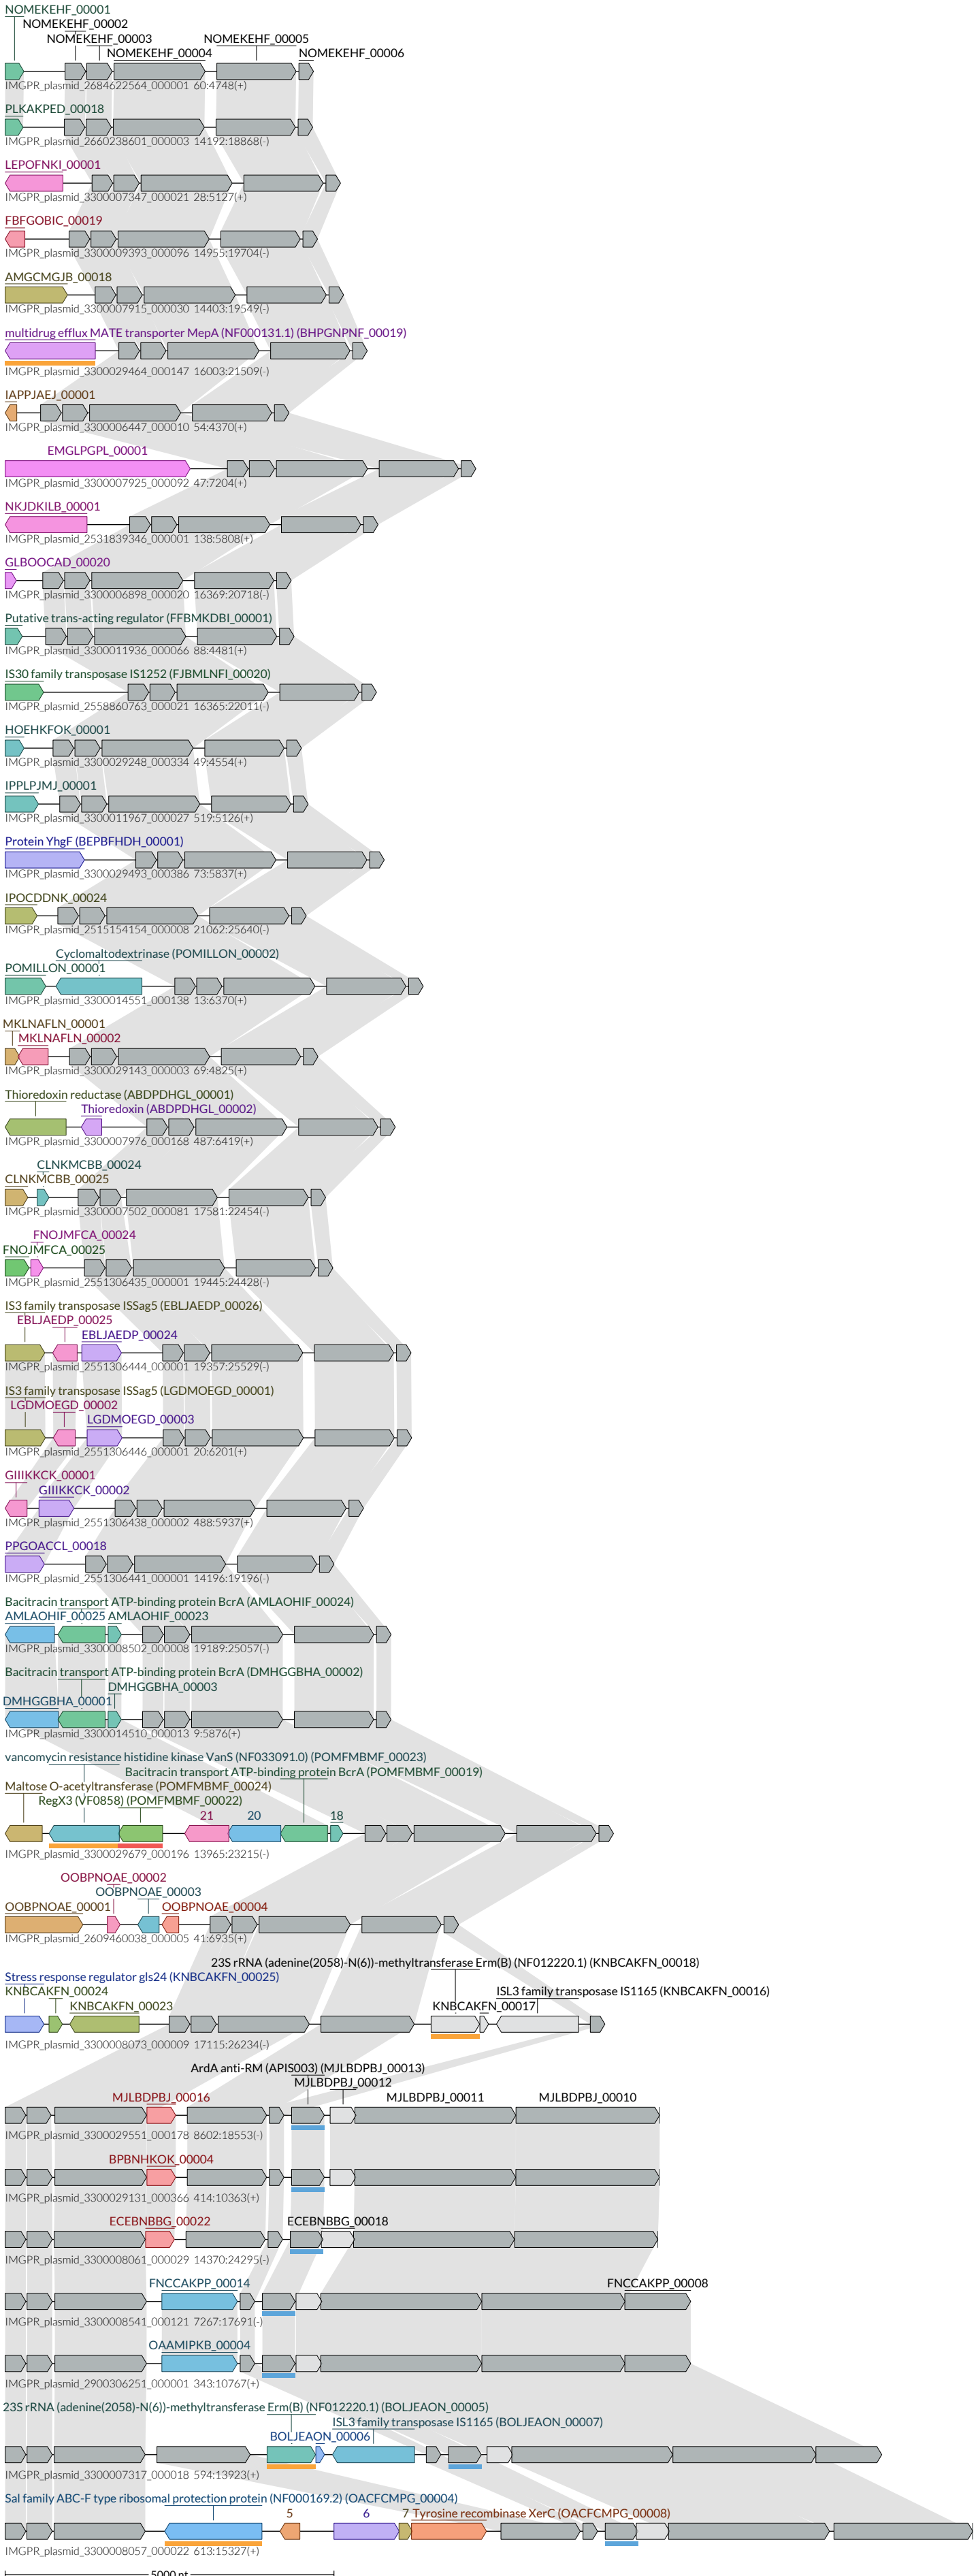 NOMEKEHF_00001
NOMEKEHF_00002
NOMEKEHF_00003 NOMEKEHF_00005
NOMEKEHF_00004 NOMEKEHF_00006
IMGPR_plasmid_2684622564_000001 60:4748(+)
PLKAKPED_00018
IMGPR_plasmid_2660238601_000003 14192:18868(-)
LEPOFNKI_00001
IMGPR_plasmid_3300007347_000021 28:5127(+)
FBFGOBIC_00019
IMGPR_plasmid_3300009393_000096 14955:19704(-)
AMGCMGJB_00018
IMGPR_plasmid_3300007915_000030 14403:19549(-)
multidrug efflux MATE transporter MepA (NF000131.1) (BHPGNPNF_00019)
IMGPR_plasmid_3300029464_000147 16003:21509(-)
IAPPJAEJ_00001
IMGPR_plasmid_3300006447_000010 54:4370(+)
EMGLPGPL_00001
IMGPR_plasmid_3300007925_000092 47:7204(+)
NKJDKILB_00001
IMGPR_plasmid_2531839346_000001 138:5808(+)
GLBOOCAD_00020
IMGPR_plasmid_3300006898_000020 16369:20718(-)
Putative trans-acting regulator (FFBMKDBI_00001)
IMGPR_plasmid_3300011936_000066 88:4481(+)
IS30 family transposase IS1252 (FJBMLNFI_00020)
IMGPR_plasmid_2558860763_000021 16365:22011(-)
HOEHKFOK_00001
IMGPR_plasmid_3300029248_000334 49:4554(+)
IPPLPJMJ_00001
IMGPR_plasmid_3300011967_000027 519:5126(+)
Protein YhgF (BEPBFHDH_00001)
IMGPR_plasmid_3300029493_000386 73:5837(+)
IPOCDDNK_00024
IMGPR_plasmid_2515154154_000008 21062:25640(-)
Cyclomaltodextrinase (POMILLON_00002)
POMILLON_00001
IMGPR_plasmid_3300014551_000138 13:6370(+)
MKLNAFLN_00001
MKLNAFLN_00002
IMGPR_plasmid_3300029143_000003 69:4825(+)
Thioredoxin reductase (ABDPDHGL_00001)
Thioredoxin (ABDPDHGL_00002)
IMGPR_plasmid_3300007976_000168 487:6419(+)
CLNKMCBB_00024
CLNKMCBB_00025
IMGPR_plasmid_3300007502_000081 17581:22454(-)
FNOJMFCA_00024
FNOJMFCA_00025
IMGPR_plasmid_2551306435_000001 19445:24428(-)
IS3 family transposase ISSag5 (EBLJAEDP_00026)
EBLJAEDP_00025
EBLJAEDP_00024
IMGPR_plasmid_2551306444_000001 19357:25529(-)
IS3 family transposase ISSag5 (LGDMOEGD_00001)
LGDMOEGD_00002
LGDMOEGD_00003
IMGPR_plasmid_2551306446_000001 20:6201(+)
GIIIKKCK_00001
GIIIKKCK_00002
IMGPR_plasmid_2551306438_000002 488:5937(+)
PPGOACCL_00018
IMGPR_plasmid_2551306441_000001 14196:19196(-)
Bacitracin transport ATP-binding protein BcrA (AMLAOHIF_00024)
AMLAOHIF_00025 AMLAOHIF_00023
IMGPR_plasmid_3300008502_000008 19189:25057(-)
Bacitracin transport ATP-binding protein BcrA (DMHGGBHA_00002)
DMHGGBHA_00003
DMHGGBHA_00001
IMGPR_plasmid_3300014510_000013 9:5876(+)
vancomycin resistance histidine kinase VanS (NF033091.0) (POMFMBMF_00023)
Bacitracin transport ATP-binding protein BcrA (POMFMBMF_00019)
Maltose O-acetyltransferase (POMFMBMF_00024)
RegX3 (VF0858) (POMFMBMF_00022)
21 20 18
IMGPR_plasmid_3300029679_000196 13965:23215(-)
OOBPNOAE_00002
OOBPNOAE_00003
OOBPNOAE_00001 OOBPNOAE_00004
IMGPR_plasmid_2609460038_000005 41:6935(+)
23S rRNA (adenine(2058)-N(6))-methyltransferase Erm(B) (NF012220.1) (KNBCAKFN_00018)
Stress response regulator gls24 (KNBCAKFN_00025)
KNBCAKFN_00024 ISL3 family transposase IS1165 (KNBCAKFN_00016)
KNBCAKFN_00023 KNBCAKFN_00017
IMGPR_plasmid_3300008073_000009 17115:26234(-)
ArdA anti-RM (APIS003) (MJLBDPBJ_00013)
MJLBDPBJ_00012
MJLBDPBJ_00016 MJLBDPBJ_00011 MJLBDPBJ_00010
IMGPR_plasmid_3300029551_000178 8602:18553(-)
BPBNHKOK_00004
IMGPR_plasmid_3300029131_000366 414:10363(+)
ECEBNBBG_00022 ECEBNBBG_00018
IMGPR_plasmid_3300008061_000029 14370:24295(-)
FNCCAKPP_00014 FNCCAKPP_00008
IMGPR_plasmid_3300008541_000121 7267:17691(-)
OAAMIPKB_00004
IMGPR_plasmid_2900306251_000001 343:10767(+)
23S rRNA (adenine(2058)-N(6))-methyltransferase Erm(B) (NF012220.1) (BOLJEAON_00005)
ISL3 family transposase IS1165 (BOLJEAON_00007)
BOLJEAON_00006
IMGPR_plasmid_3300007317_000018 594:13923(+)
Sal family ABC-F type ribosomal protection protein (NF000169.2) (OACFCMPG_00004)
5 6 7 Tyrosine recombinase XerC (OACFCMPG_00008)
IMGPR_plasmid_3300008057_000022 613:15327(+)
5000 nt